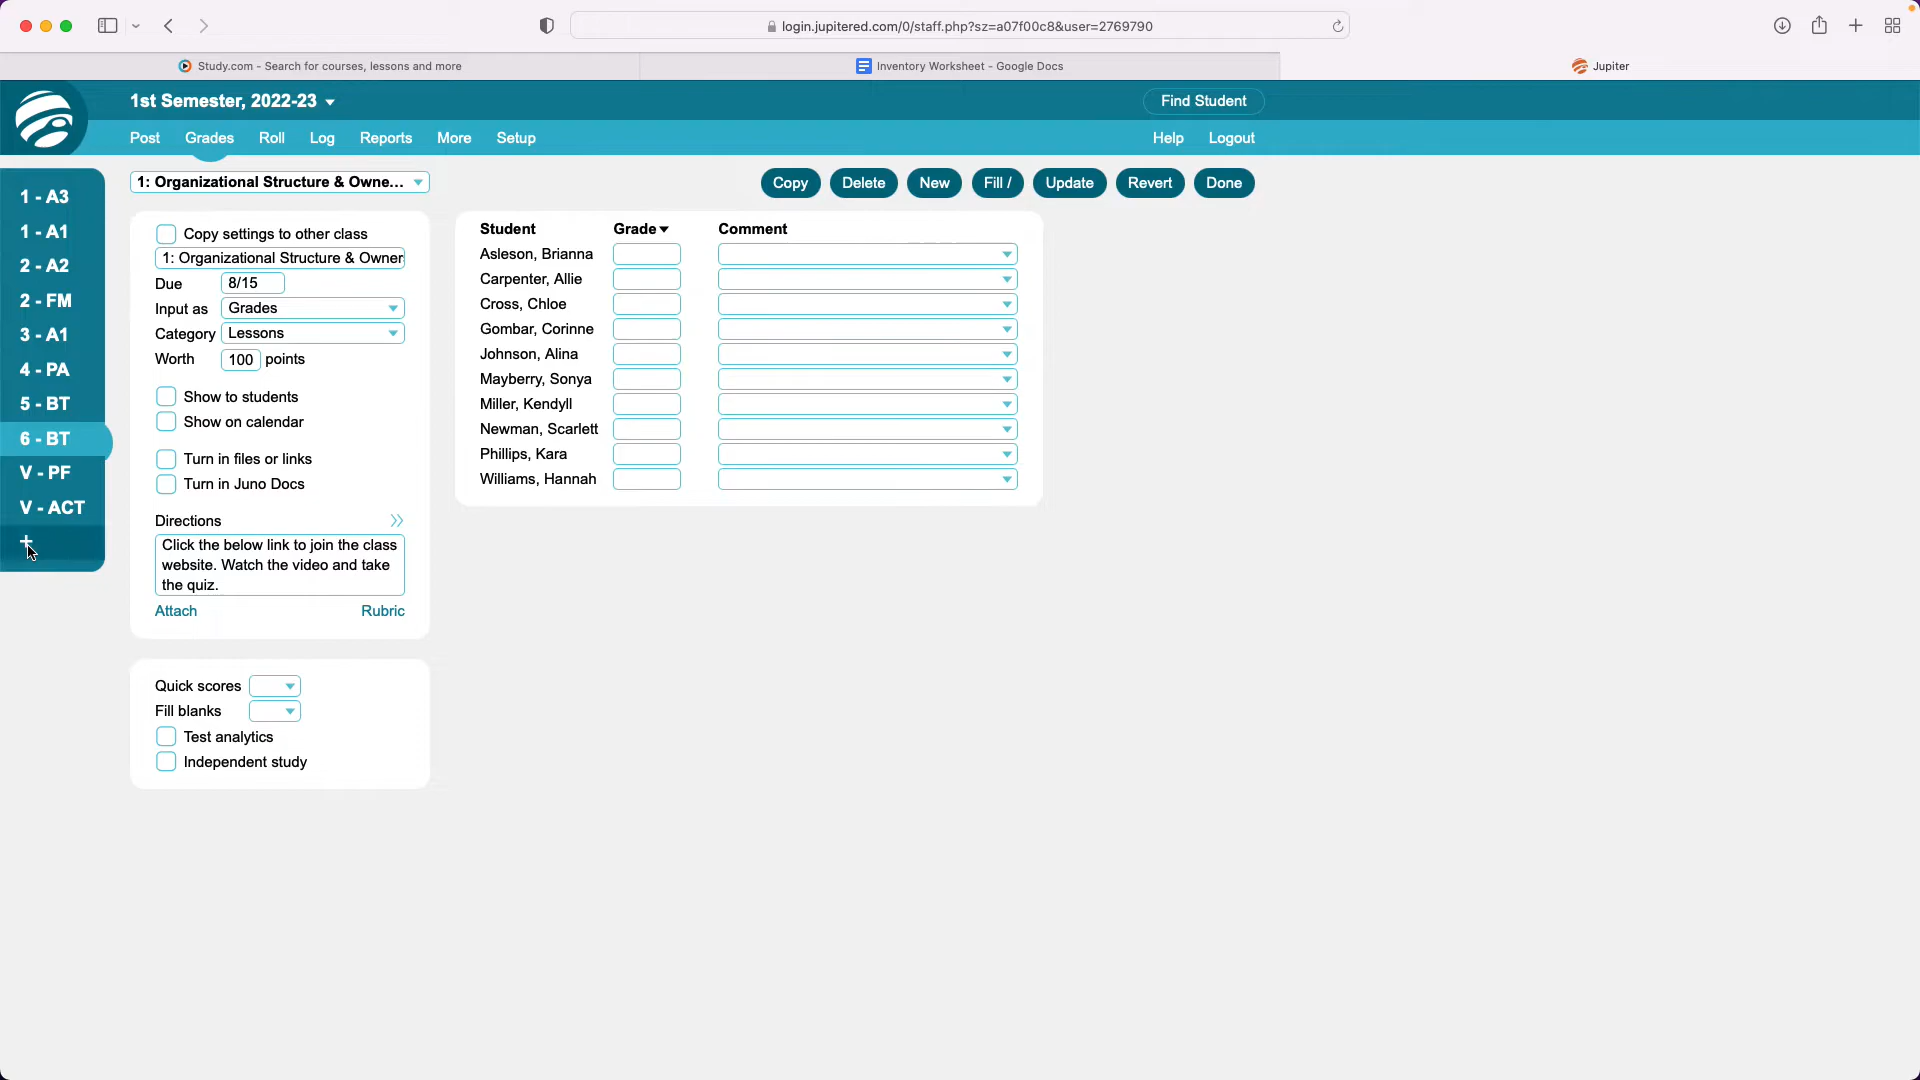 login.jupitered.com/0/staff.php?sz=a07f00c8&user=2769790
Study.com - Search for courses, lessons and more
Inventory Worksheet - Google Docs
Jupiter
1st Semester, 2022-23
Find Student
Post Grades Roll Log Reports More Setup Help Logout
1 - A3
1 - A1
2 - A2
2 - FM
3 - A1
4 - PA
5 - BT
6 - BT
V - PF
V - ACT
+
1: Organizational Structure & Owne...
Copy Delete New Fill / Update Revert Done
Copy settings to other class
1: Organizational Structure & Owner
Due 8/15
Input as Grades
Category Lessons
Worth 100 points
Show to students
Show on calendar
Turn in files or links
Turn in Juno Docs
Directions
Click the below link to join the class
website. Watch the video and take
the quiz.
Attach Rubric
Quick scores
Fill blanks
Test analytics
Independent study
Student Grade Comment
Asleson, Brianna
Carpenter, Allie
Cross, Chloe
Gombar, Corinne
Johnson, Alina
Mayberry, Sonya
Miller, Kendyll
Newman, Scarlett
Phillips, Kara
Williams, Hannah